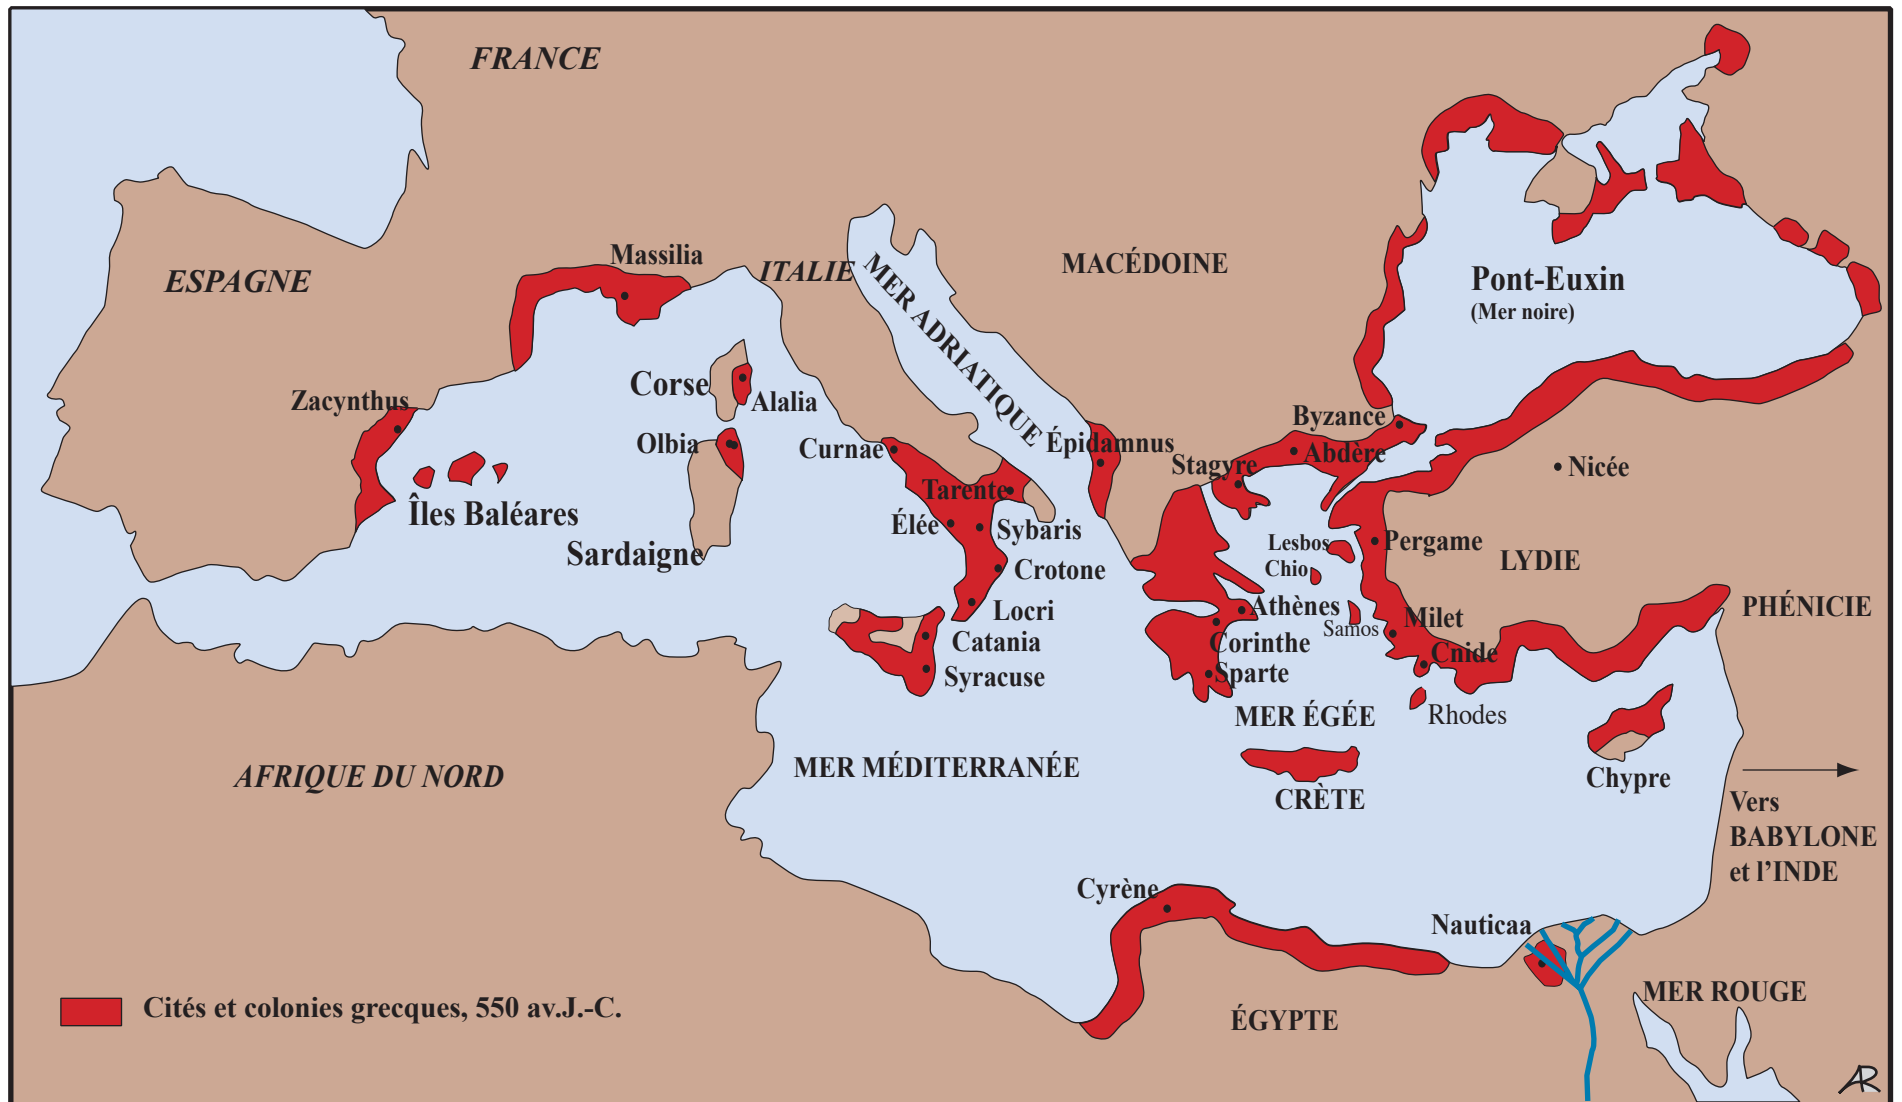 FRANCE
Massilia
ITALIE
MACÉDOINE
ESPAGNE
MER ADRIATIQUE
Pont-Euxin
(Mer noire)
Corse
Zacynthus
Alalia
Byzance
Olbia
Curnae
Épidamnus
Abdère
Stagyre
Nicée
Tarente
Îles Baléares
Élée
Sybaris
Sardaigne
Lesbos
Pergame
LYDIE
Chio
Crotone
Locri
Athènes
PHÉNICIE
Samos
Milet
Catania
Corinthe
Cnide
Syracuse
Sparte
MER ÉGÉE
Rhodes
AFRIQUE DU NORD
MER MÉDITERRANÉE
CRÈTE
Chypre
Vers
BABYLONE
et l'INDE
Cyrène
Nauticaa
MER ROUGE
Cités et colonies grecques, 550 av.J.-C.
ÉGYPTE
AR